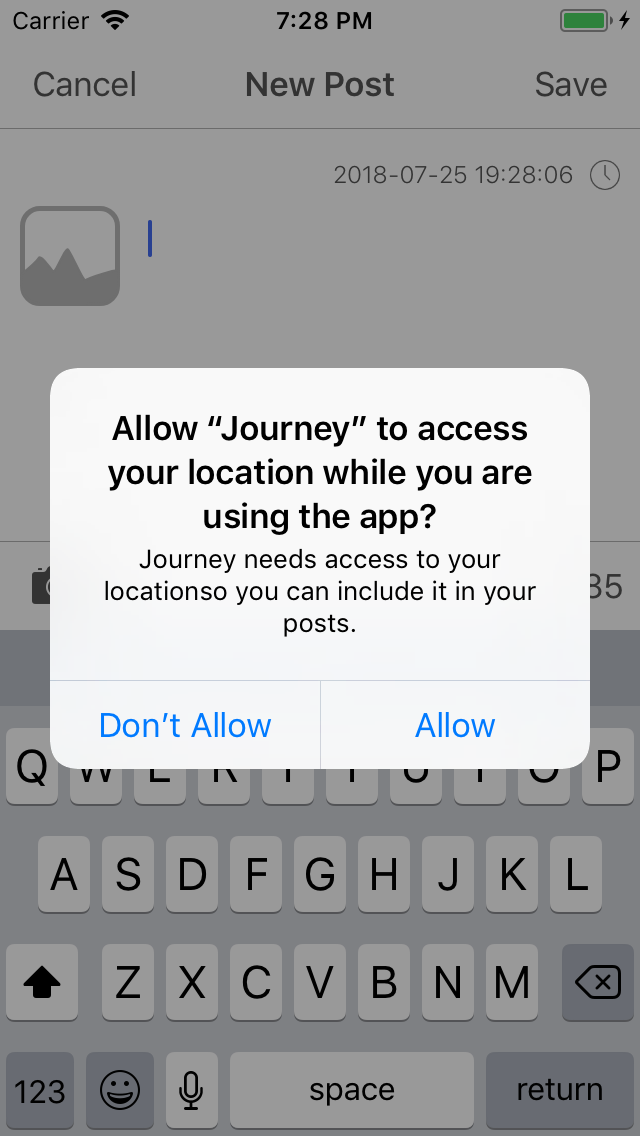 Carrier 7:28 PM
Cancel New Post Save
2018-07-25 19:28:06
Allow “Journey” to access
your location while you are
using the app?
Journey needs access to your
locationso you can include it in your
posts.
85
Don’t Allow Allow
Q W E R T Y U I O P
A S D F G H J K L
Z X C V B N M
123 space return